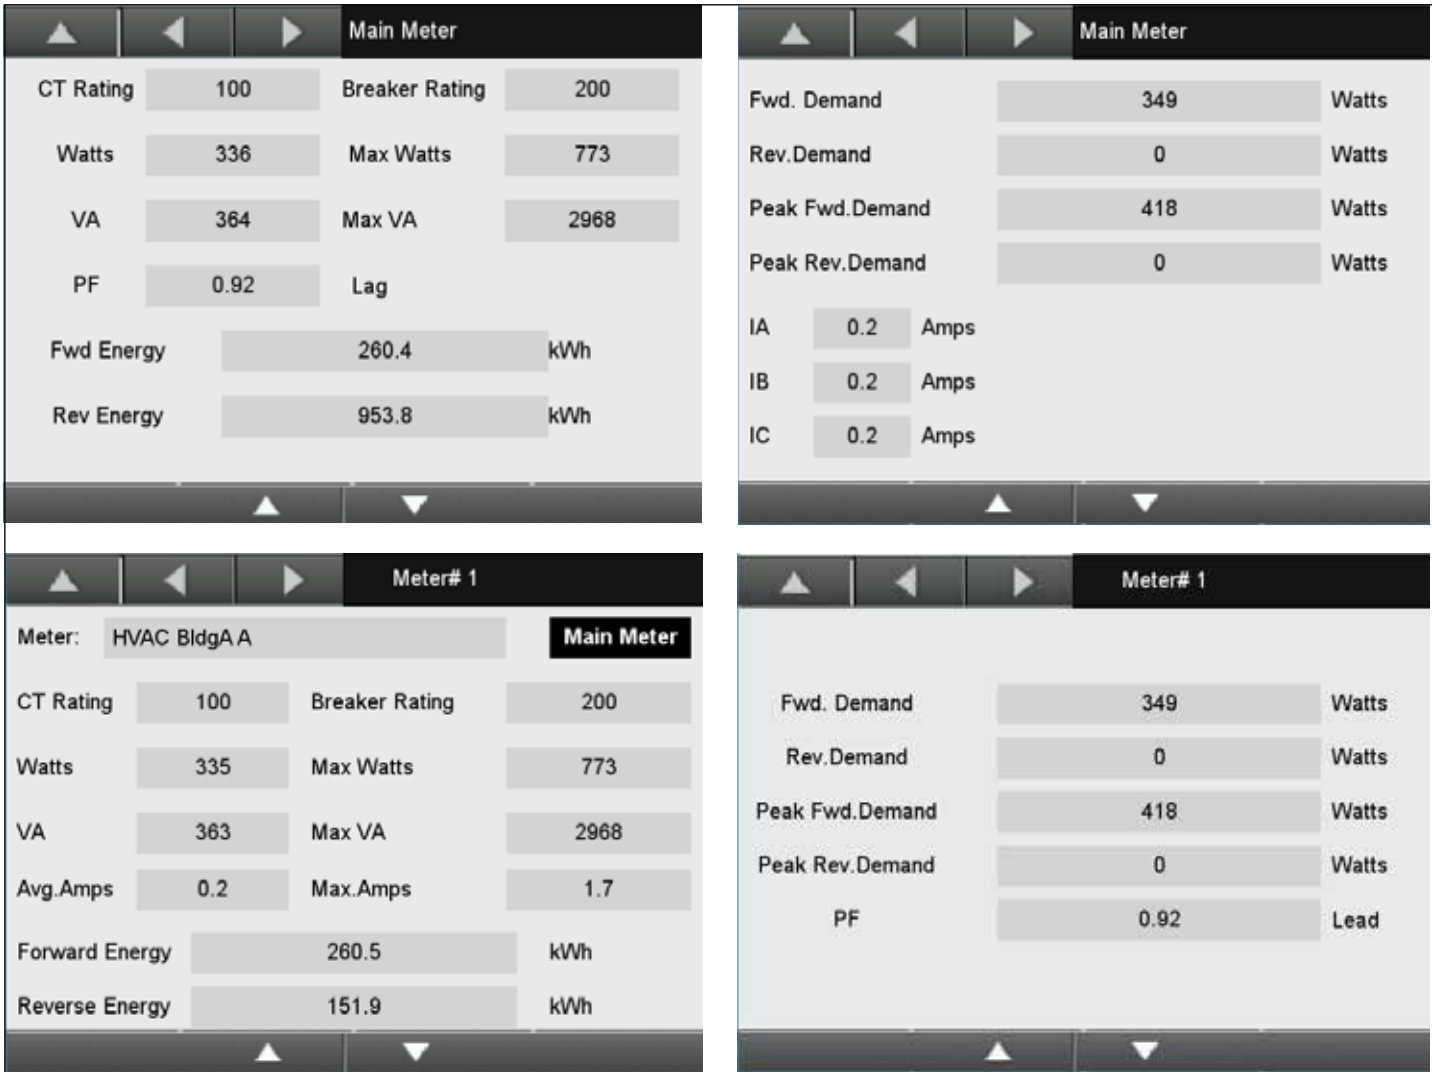 Main Meter
CT Rating 100 Breaker Rating 200
Watts 336 Max Watts 773
VA 364 Max VA 2968
PF 0.92 Lag
Fwd Energy 260.4 kWh
Rev Energy 953.8 kWh
Main Meter
Fwd. Demand 349 Watts
Rev.Demand 0 Watts
Peak Fwd.Demand 418 Watts
Peak Rev.Demand 0 Watts
IA 0.2 Amps
IB 0.2 Amps
IC 0.2 Amps
Meter# 1
Meter: HVAC BldgA A Main Meter
CT Rating 100 Breaker Rating 200
Watts 335 Max Watts 773
VA 363 Max VA 2968
Avg.Amps 0.2 Max.Amps 1.7
Forward Energy 260.5 kWh
Reverse Energy 151.9 kWh
Meter# 1
Fwd. Demand 349 Watts
Rev.Demand 0 Watts
Peak Fwd.Demand 418 Watts
Peak Rev.Demand 0 Watts
PF 0.92 Lead